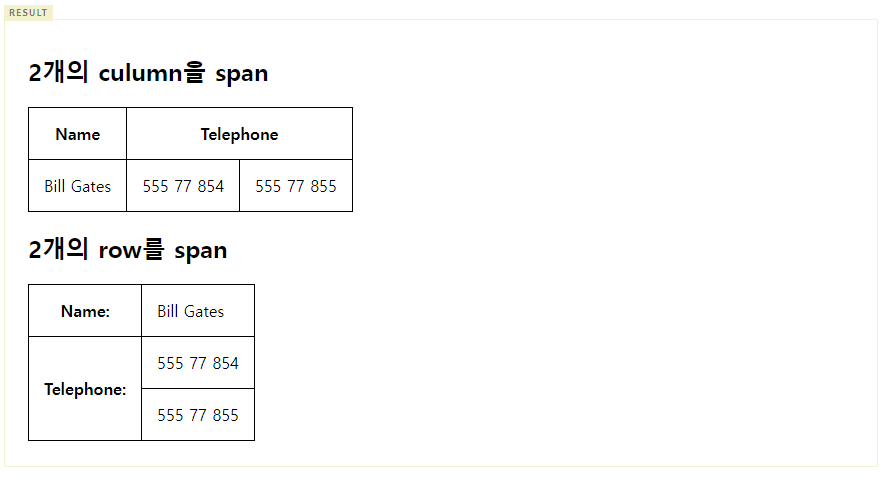 RESULT
2개의 culumn을 span
Name Telephone
Bill Gates 555 77 854 555 77 855
2개의 row를 span
Name: Bill Gates
555 77 854
Telephone:
555 77 855